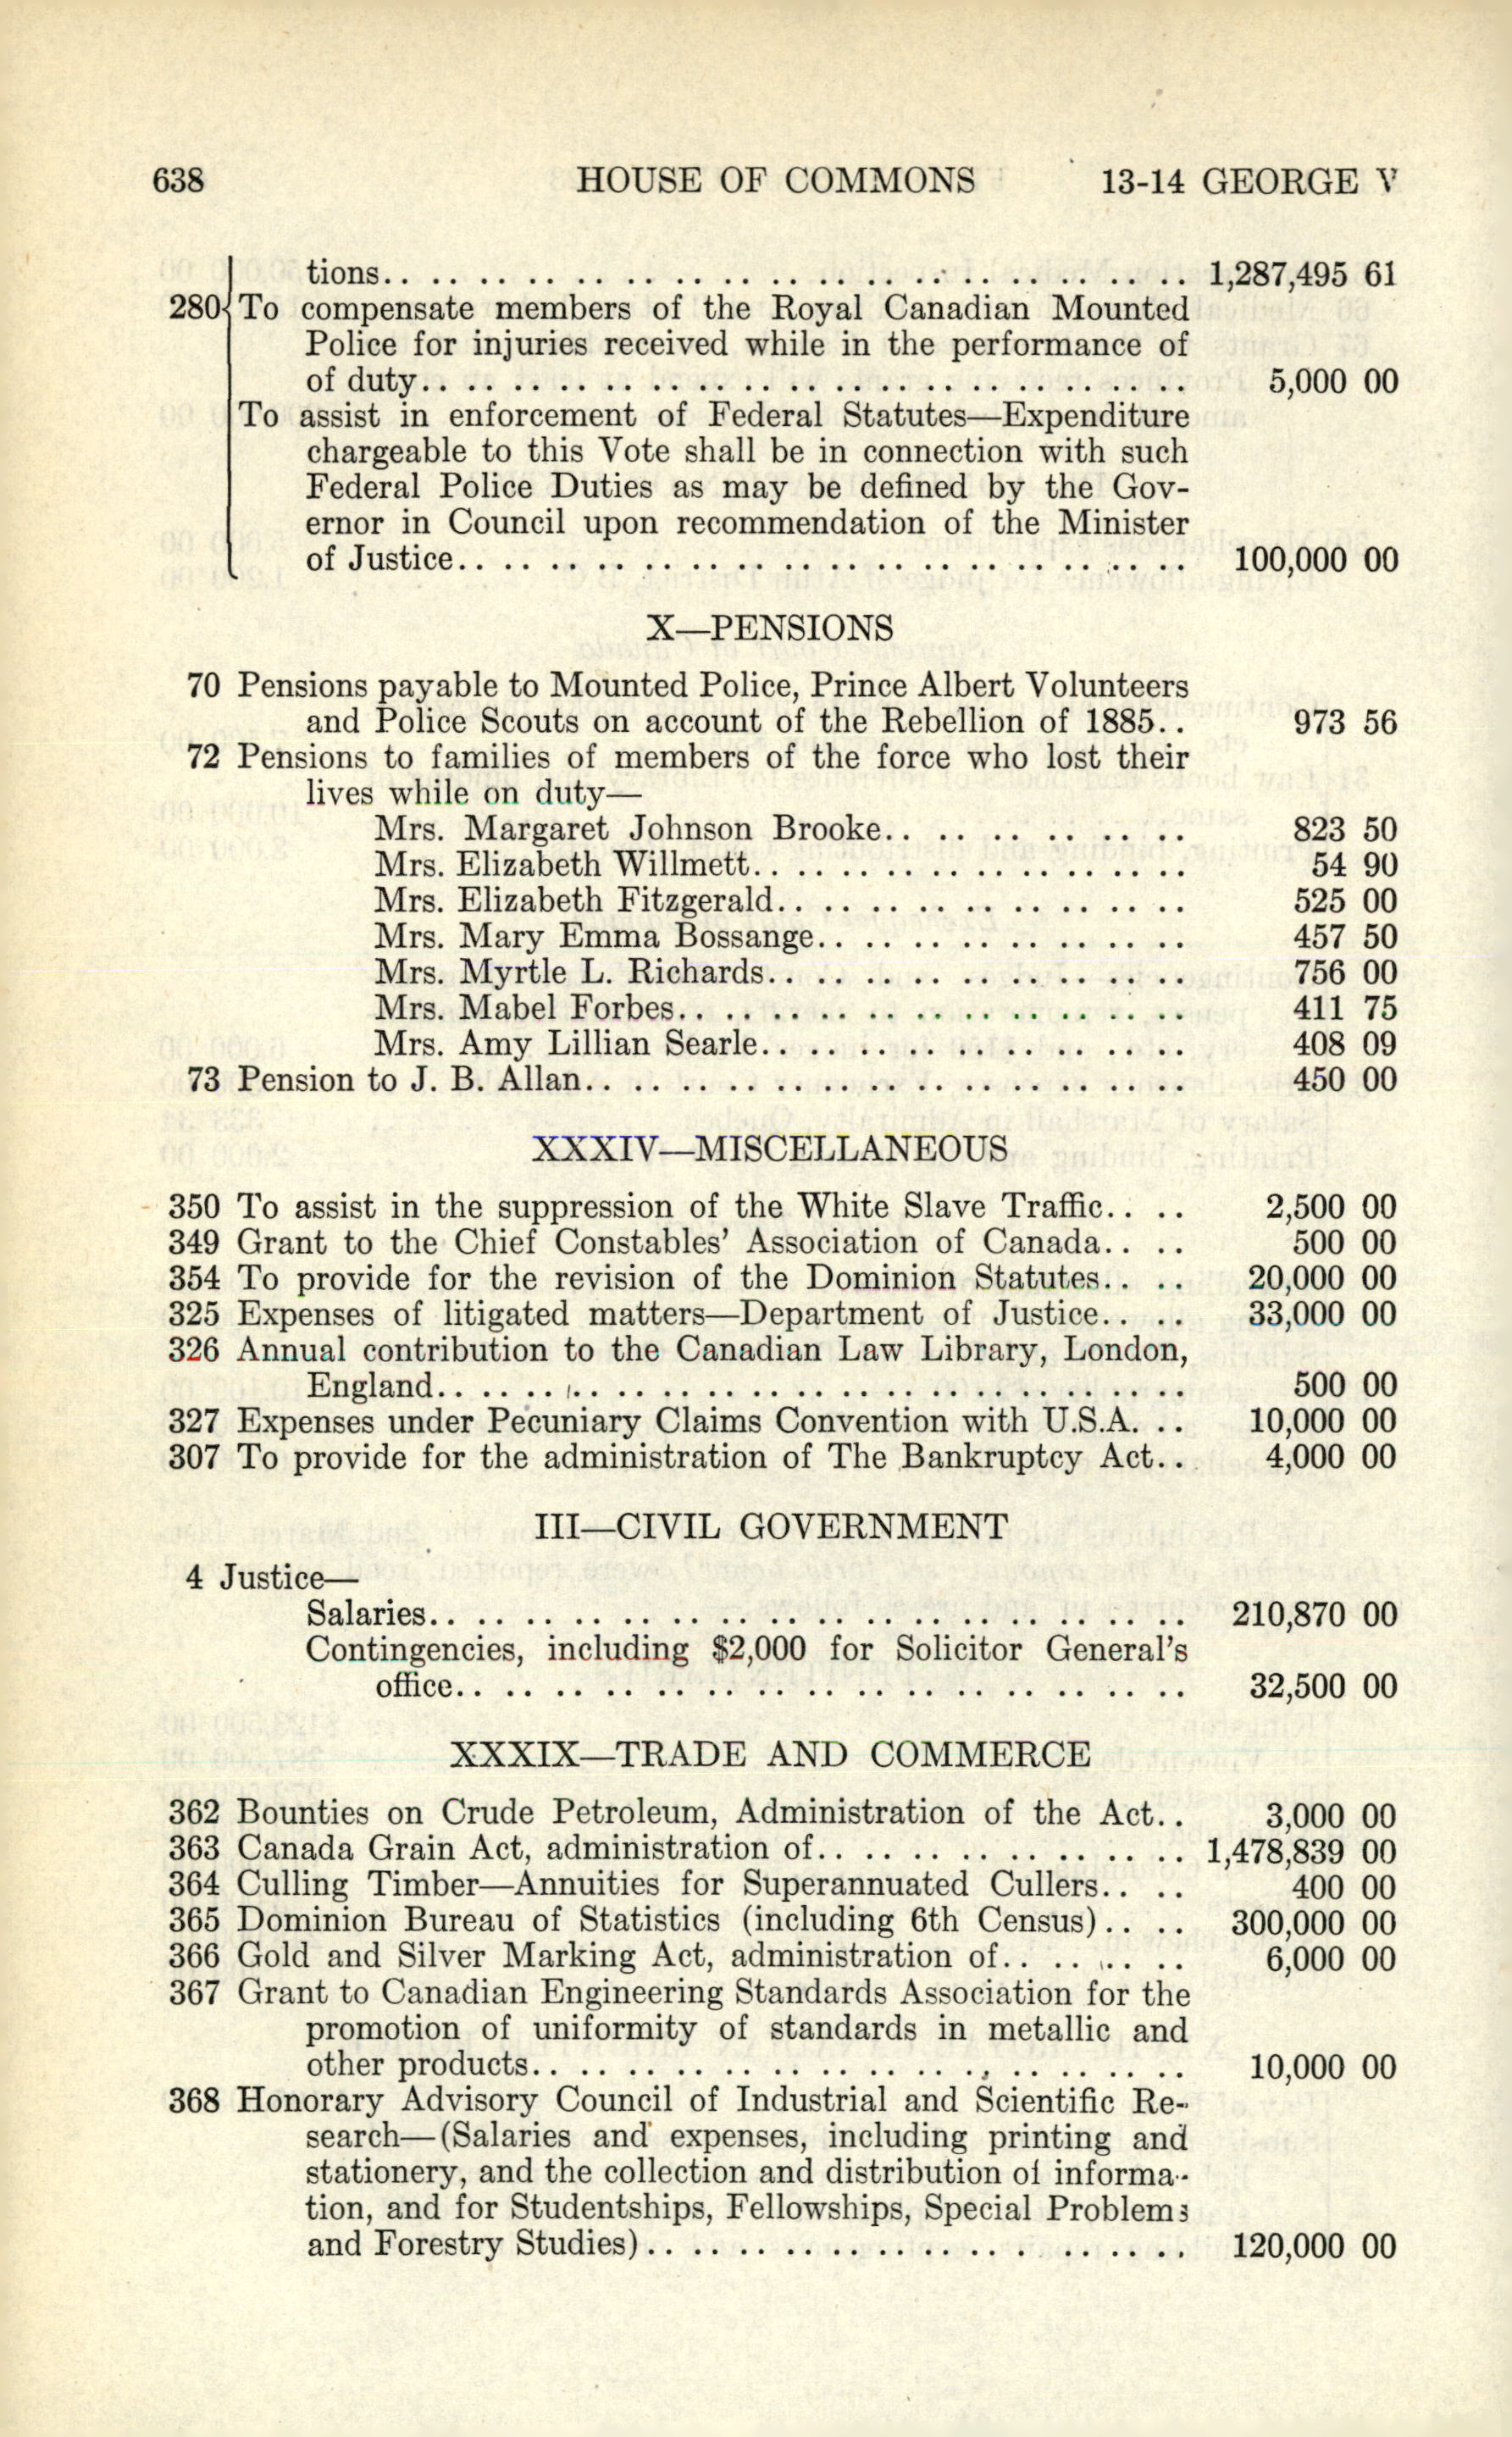 638 HOUSE OF COMMONS 13-14 GEORGE V
tions.. .. .. .. .. .. .. .. .. .. .. .. .. .. .. .. .. 1,287,495 61
280 To compensate members of the Royal Canadian Mounted
Police for injuries received while in the performance of
of duty.. .. .. .. .. .. .. .. .. .. .. .. .. .. .. .. .. 5,000 00
To assist in enforcement of Federal Statutes—Expenditure
chargeable to this Vote shall be in connection with such
Federal Police Duties as may be defined by the Gov-
ernor in Council upon recommendation of the Minister
of Justice.. .. .. .. .. .. .. .. .. .. .. .. .. .. .. .. 100,000 00
X—PENSIONS
70 Pensions payable to Mounted Police, Prince Albert Volunteers
and Police Scouts on account of the Rebellion of 1885.. 973 56
72 Pensions to families of members of the force who lost their
lives while on duty—
Mrs. Margaret Johnson Brooke.. .. .. .. .. .. .. 823 50
Mrs. Elizabeth Willmett.. .. .. .. .. .. .. .. .. .. 54 90
Mrs. Elizabeth Fitzgerald.. .. .. .. .. .. .. .. .. 525 00
Mrs. Mary Emma Bossange.. .. .. .. .. .. .. .. 457 50
Mrs. Myrtle L. Richards.. .. .. .. .. .. .. .. .. 756 00
Mrs. Mabel Forbes.. .. .. .. .. .. .. .. .. .. .. 411 75
Mrs. Amy Lillian Searle.. .. .. .. .. .. .. .. .. 408 09
73 Pension to J. B. Allan.. .. .. .. .. .. .. .. .. .. .. .. .. 450 00
XXXIV—MISCELLANEOUS
350 To assist in the suppression of the White Slave Traffic.. .. 2,500 00
349 Grant to the Chief Constables' Association of Canada.. .. 500 00
354 To provide for the revision of the Dominion Statutes.. .. 20,000 00
325 Expenses of litigated matters—Department of Justice.. .. 33,000 00
326 Annual contribution to the Canadian Law Library, London,
England.. .. .. .. .. .. .. .. .. .. .. .. .. .. .. .. .. 500 00
327 Expenses under Pecuniary Claims Convention with U.S.A. .. 10,000 00
307 To provide for the administration of The Bankruptcy Act.. 4,000 00
III—CIVIL GOVERNMENT
4 Justice—
Salaries.. .. .. .. .. .. .. .. .. .. .. .. .. .. .. .. 210,870 00
Contingencies, including $2,000 for Solicitor General's
office.. .. .. .. .. .. .. .. .. .. .. .. .. .. .. 32,500 00
XXXIX—TRADE AND COMMERCE
362 Bounties on Crude Petroleum, Administration of the Act.. 3,000 00
363 Canada Grain Act, administration of.. .. .. .. .. .. .. .. 1,478,839 00
364 Culling Timber—Annuities for Superannuated Cullers.. .. 400 00
365 Dominion Bureau of Statistics (including 6th Census).. .. 300,000 00
366 Gold and Silver Marking Act, administration of.. .. .. .. 6,000 00
367 Grant to Canadian Engineering Standards Association for the
promotion of uniformity of standards in metallic and
other products.. .. .. .. .. .. .. .. .. .. .. .. .. .. 10,000 00
368 Honorary Advisory Council of Industrial and Scientific Re-
search—(Salaries and expenses, including printing and
stationery, and the collection and distribution of informa-
tion, and for Studentships, Fellowships, Special Problems
and Forestry Studies).. .. .. .. .. .. .. .. .. .. .. .. 120,000 00